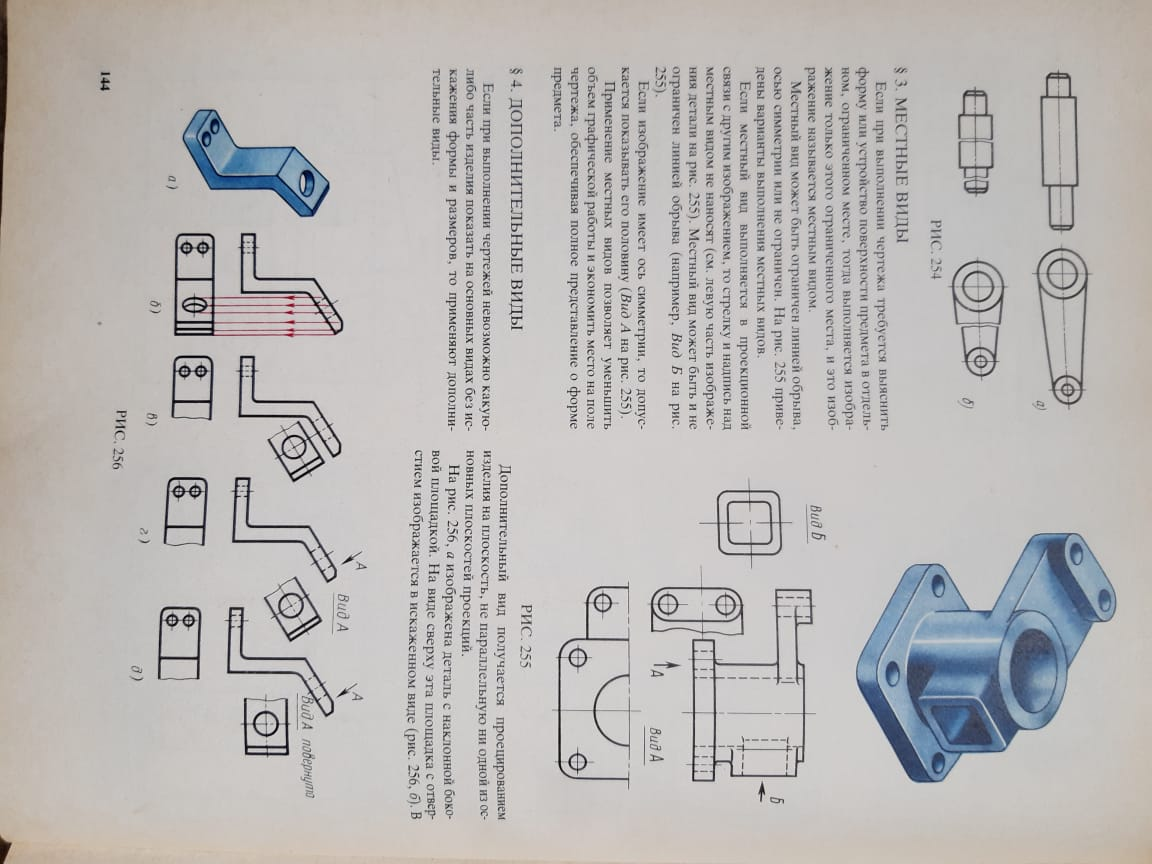 а)
б)
РИС. 254
§ 3. МЕСТНЫЕ ВИДЫ
Если при выполнении чертежа требуется выяснить
форму или устройство поверхности предмета в отдель-
ном, ограниченном месте, тогда выполняется изобра-
жение только этого ограниченного места, и это изоб-
ражение называется местным видом.
Местный вид может быть ограничен линией обрыва,
осью симметрии или не ограничен. На рис. 255 приве-
дены варианты выполнения местных видов.
Если местный вид выполняется в проекционной
связи с другим изображением, то стрелку и надпись над
местным видом не наносят (см. левую часть изображе-
ния детали на рис. 255). Местный вид может быть и не
ограничен линией обрыва (например, Вид Б на рис.
255).
Если изображение имеет ось симметрии, то допус-
кается показывать его половину (Вид А на рис. 255).
Применение местных видов позволяет уменьшить
объем графической работы и экономить место на поле
чертежа, обеспечивая полное представление о форме
предмета.
§ 4. ДОПОЛНИТЕЛЬНЫЕ ВИДЫ
Если при выполнении чертежей невозможно какую-
либо часть изделия показать на основных видах без ис-
кажения формы и размеров, то применяют дополни-
тельные виды.
Вид Б
Б
А
Вид А
РИС. 255
Дополнительный вид получается проецированием
изделия на плоскость, не параллельную ни одной из ос-
новных плоскостей проекций.
На рис. 256, а изображена деталь с наклонной боко-
вой площадкой. На виде сверху эта площадка с отвер-
стием изображается в искаженном виде (рис. 256, б). В
А
Вид А
А
Вид А повернуто
а)
б)
в)
г)
д)
РИС. 256
144